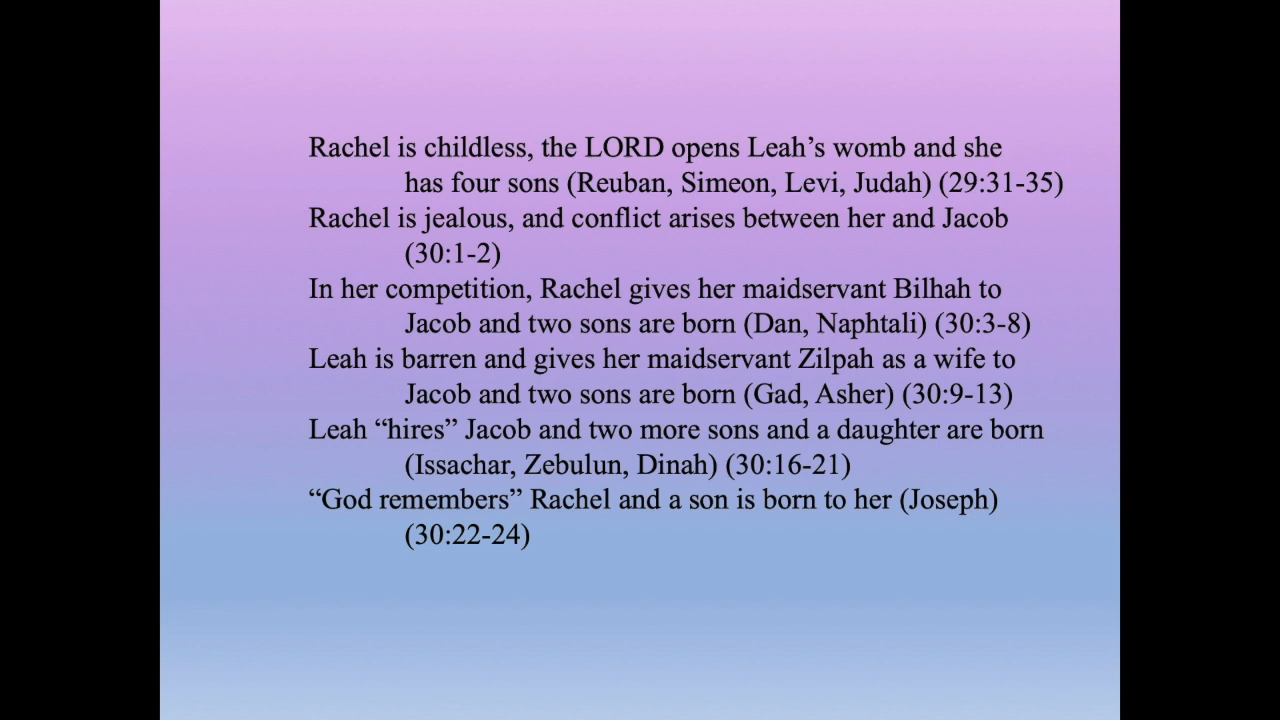 Rachel is childless, the LORD opens Leah’s womb and she
has four sons (Reuban, Simeon, Levi, Judah) (29:31-35)
Rachel is jealous, and conflict arises between her and Jacob
(30:1-2)
In her competition, Rachel gives her maidservant Bilhah to
Jacob and two sons are born (Dan, Naphtali) (30:3-8)
Leah is barren and gives her maidservant Zilpah as a wife to
Jacob and two sons are born (Gad, Asher) (30:9-13)
Leah “hires” Jacob and two more sons and a daughter are born
(Issachar, Zebulun, Dinah) (30:16-21)
“God remembers” Rachel and a son is born to her (Joseph)
(30:22-24)